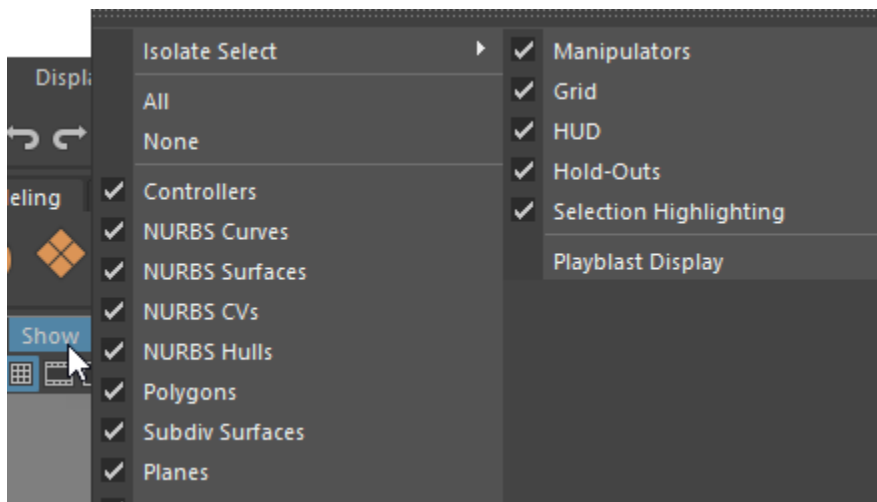 Displa
eling
Show
Isolate Select
All
None
Controllers
NURBS Curves
NURBS Surfaces
NURBS CVs
NURBS Hulls
Polygons
Subdiv Surfaces
Planes
Manipulators
Grid
HUD
Hold-Outs
Selection Highlighting
Playblast Display